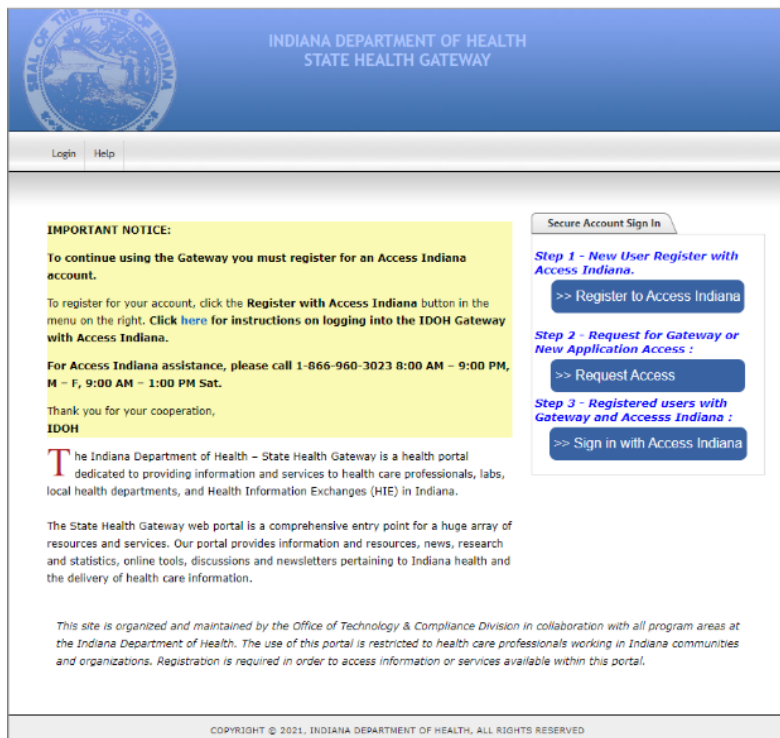 SEAL OF THE STATE OF INDIANA
INDIANA DEPARTMENT OF HEALTH
STATE HEALTH GATEWAY
Login
Help
IMPORTANT NOTICE:
To continue using the Gateway you must register for an Access Indiana
account.
To register for your account, click the Register with Access Indiana button in the
menu on the right. Click here for instructions on logging into the IDOH Gateway
with Access Indiana.
For Access Indiana assistance, please call 1-866-960-3023 8:00 AM – 9:00 PM,
M – F, 9:00 AM – 1:00 PM Sat.
Thank you for your cooperation,
IDOH
The Indiana Department of Health – State Health Gateway is a health portal
dedicated to providing information and services to health care professionals, labs,
local health departments, and Health Information Exchanges (HIE) in Indiana.
The State Health Gateway web portal is a comprehensive entry point for a huge array of
resources and services. Our portal provides information and resources, news, research
and statistics, online tools, discussions and newsletters pertaining to Indiana health and
the delivery of health care information.
Secure Account Sign In
Step 1 - New User Register with
Access Indiana.
>> Register to Access Indiana
Step 2 - Request for Gateway or
New Application Access :
>> Request Access
Step 3 - Registered users with
Gateway and Accesss Indiana :
>> Sign in with Access Indiana
This site is organized and maintained by the Office of Technology & Compliance Division in collaboration with all program areas at
the Indiana Department of Health. The use of this portal is restricted to health care professionals working in Indiana communities
and organizations. Registration is required in order to access information or services available within this portal.
COPYRIGHT © 2021, INDIANA DEPARTMENT OF HEALTH, ALL RIGHTS RESERVED